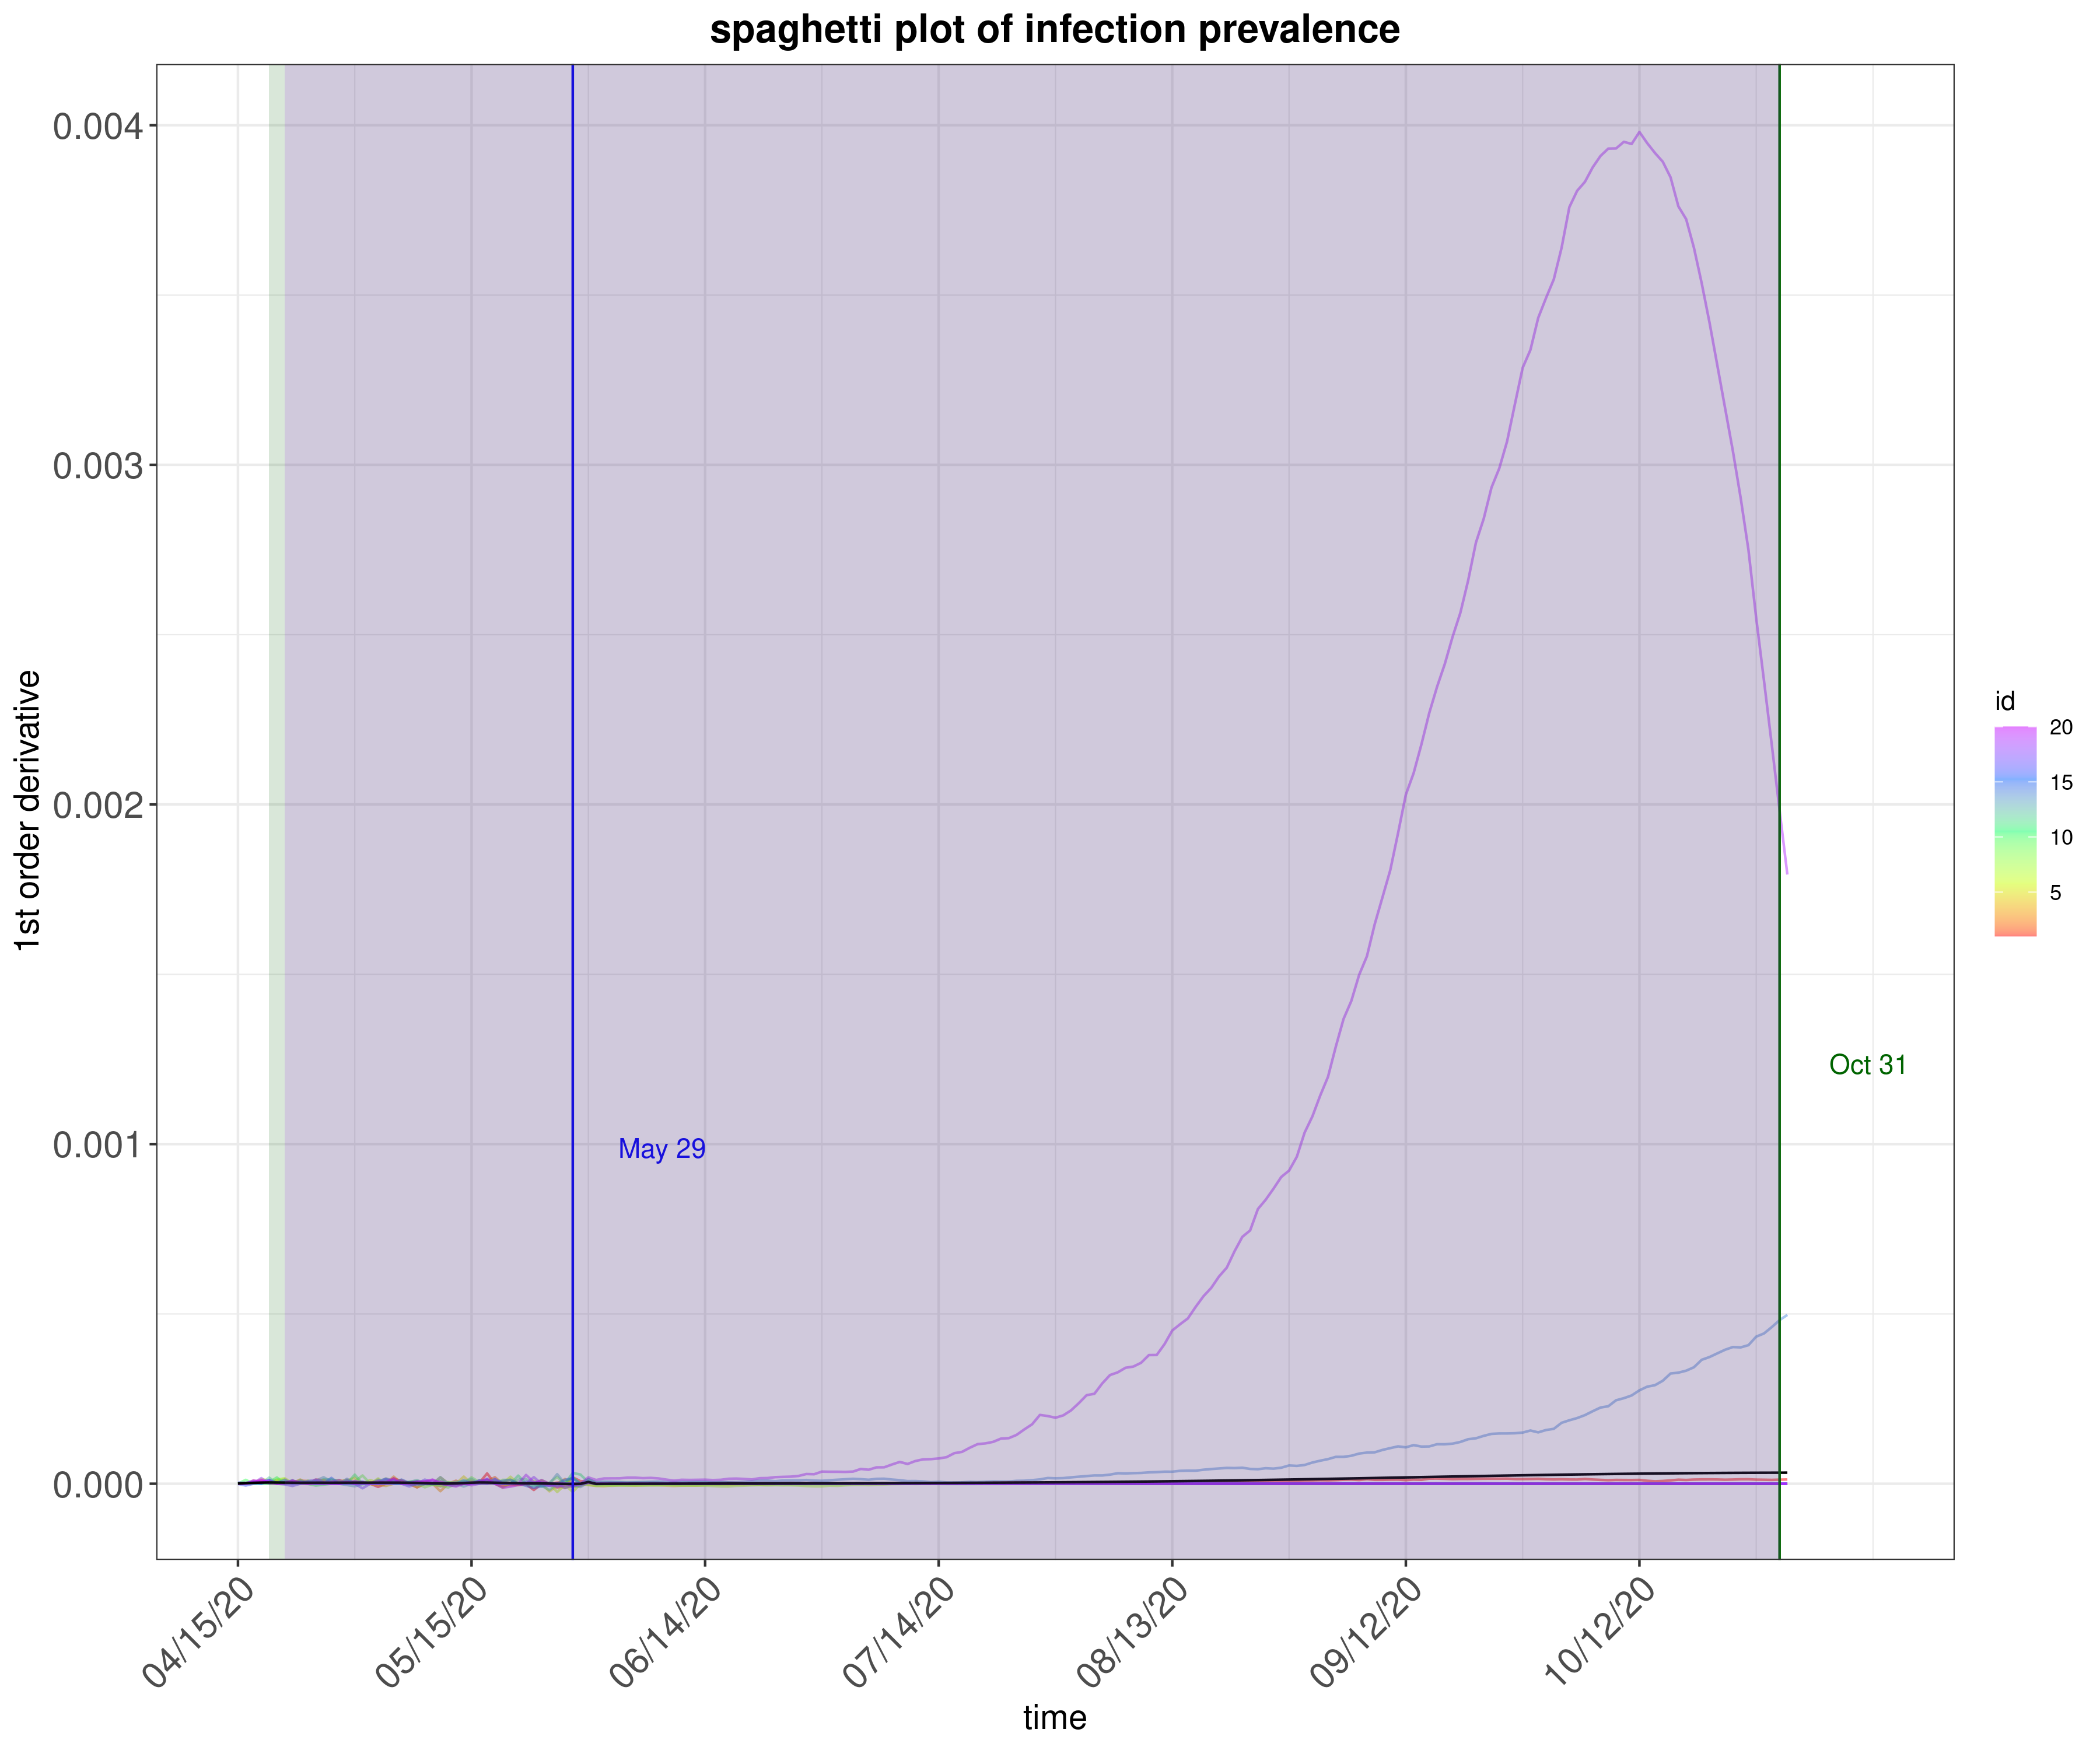 spaghetti plot of infection prevalence
1st order derivative
0.004
0.003
0.002
0.001
0.000
May 29
Oct 31
id
20
15
10
5
04/15/20
05/15/20
06/14/20
07/14/20
08/13/20
09/12/20
10/12/20
time